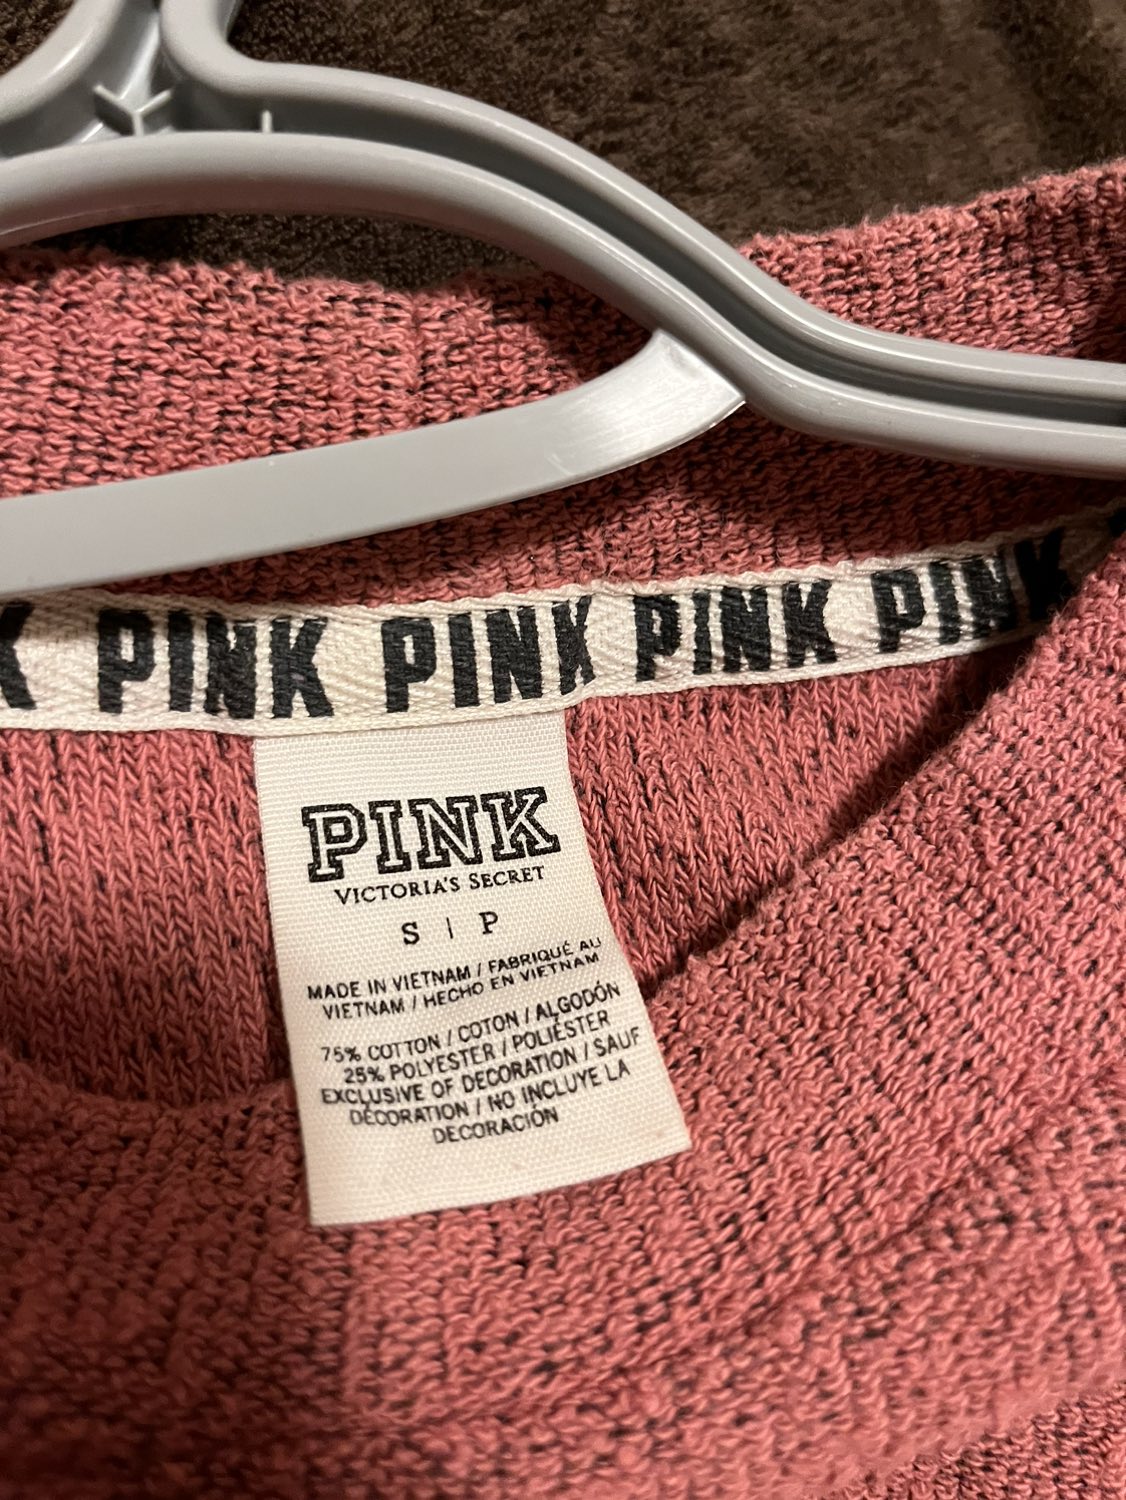 K PINK PINK PINK PINK
PINK
VICTORIA'S SECRET
S | P
MADE IN VIETNAM / FABRIQUÉ AU
VIETNAM / HECHO EN VIETNAM
75% COTTON / COTON / ALGODÓN
25% POLYESTER / POLIÉSTER
EXCLUSIVE OF DECORATION / SAUF
DÉCORATION / NO INCLUYE LA
DECORACIÓN